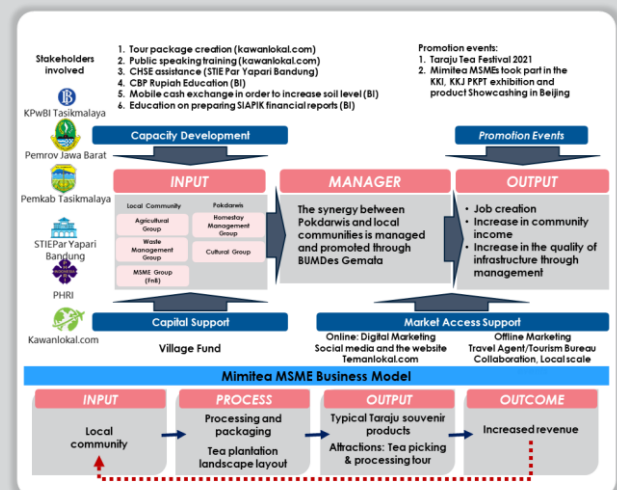 Stakeholders
involved
KPwBI Tasikmalaya
Pemrov Jawa Barat
Pemkab Tasikmalaya
STIEPar Yapari
Bandung
PHRI
Kawanlokal.com
1. Tour package creation (kawanlokal.com)
2. Public speaking training (kawanlokal.com)
3. CHSE assistance (STIE Par Yapari Bandung)
4. CBP Rupiah Education (BI)
5. Mobile cash exchange in order to increase soil level (BI)
6. Education on preparing SIAPIK financial reports (BI)
Promotion events:
1. Taraju Tea Festival 2021
2. Mimitea MSMEs took part in the
KKI, KKJ PKPT exhibition and
product Showcashing in Beijing
Capacity Development
Promotion Events
INPUT
Local Community
Agricultural
Group
Waste
Management
Group
MSME Group
(FnB)
Pokdarwis
Homestay
Management
Group
Cultural Group
MANAGER
The synergy between
Pokdarwis and local
communities is managed
and promoted through
BUMDes Gemata
OUTPUT
• Job creation
• Increase in community
income
• Increase in the quality of
infrastructure through
management
Capital Support
Village Fund
Market Access Support
Online: Digital Marketing
Social media and the website
Temanlokal.com
Offline Marketing
Travel Agent/Tourism Bureau
Collaboration, Local scale
Mimitea MSME Business Model
INPUT
Local
community
PROCESS
Processing and
packaging
Tea plantation
landscape layout
OUTPUT
Typical Taraju souvenir
products
Attractions: Tea picking
& processing tour
OUTCOME
Increased revenue